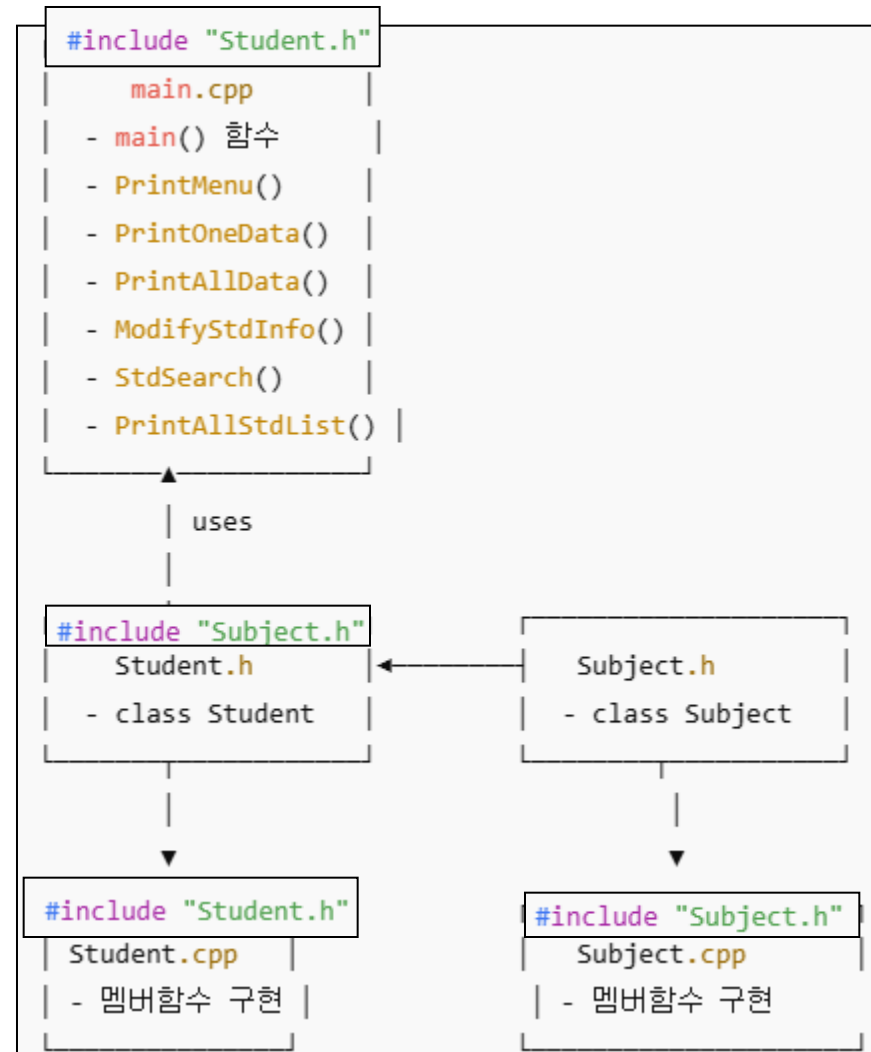 #include "Student.h"
main.cpp
- main() 함수
- PrintMenu()
- PrintOneData()
- PrintAllData()
- ModifyStdInfo()
- StdSearch()
- PrintAllStdList()
uses
#include "Subject.h"
Student.h
- class Student
Subject.h
- class Subject
#include "Student.h"
Student.cpp
- 멤버함수 구현
#include "Subject.h"
Subject.cpp
- 멤버함수 구현